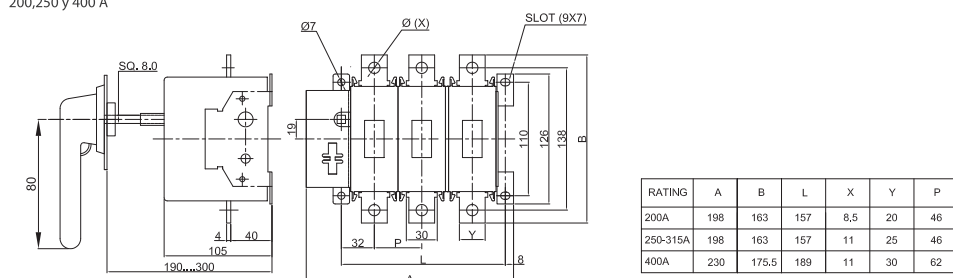 200,250 y 400 A
SQ. 8.0
80
4
40
105
190....300
Ø7
Ø (X)
SLOT (9X7)
19
110
126
138
B
32
P
30
Y
L
8
A
RATING A B L X Y P
200A 198 163 157 8,5 20 46
250-315A 198 163 157 11 25 46
400A 230 175.5 189 11 30 62